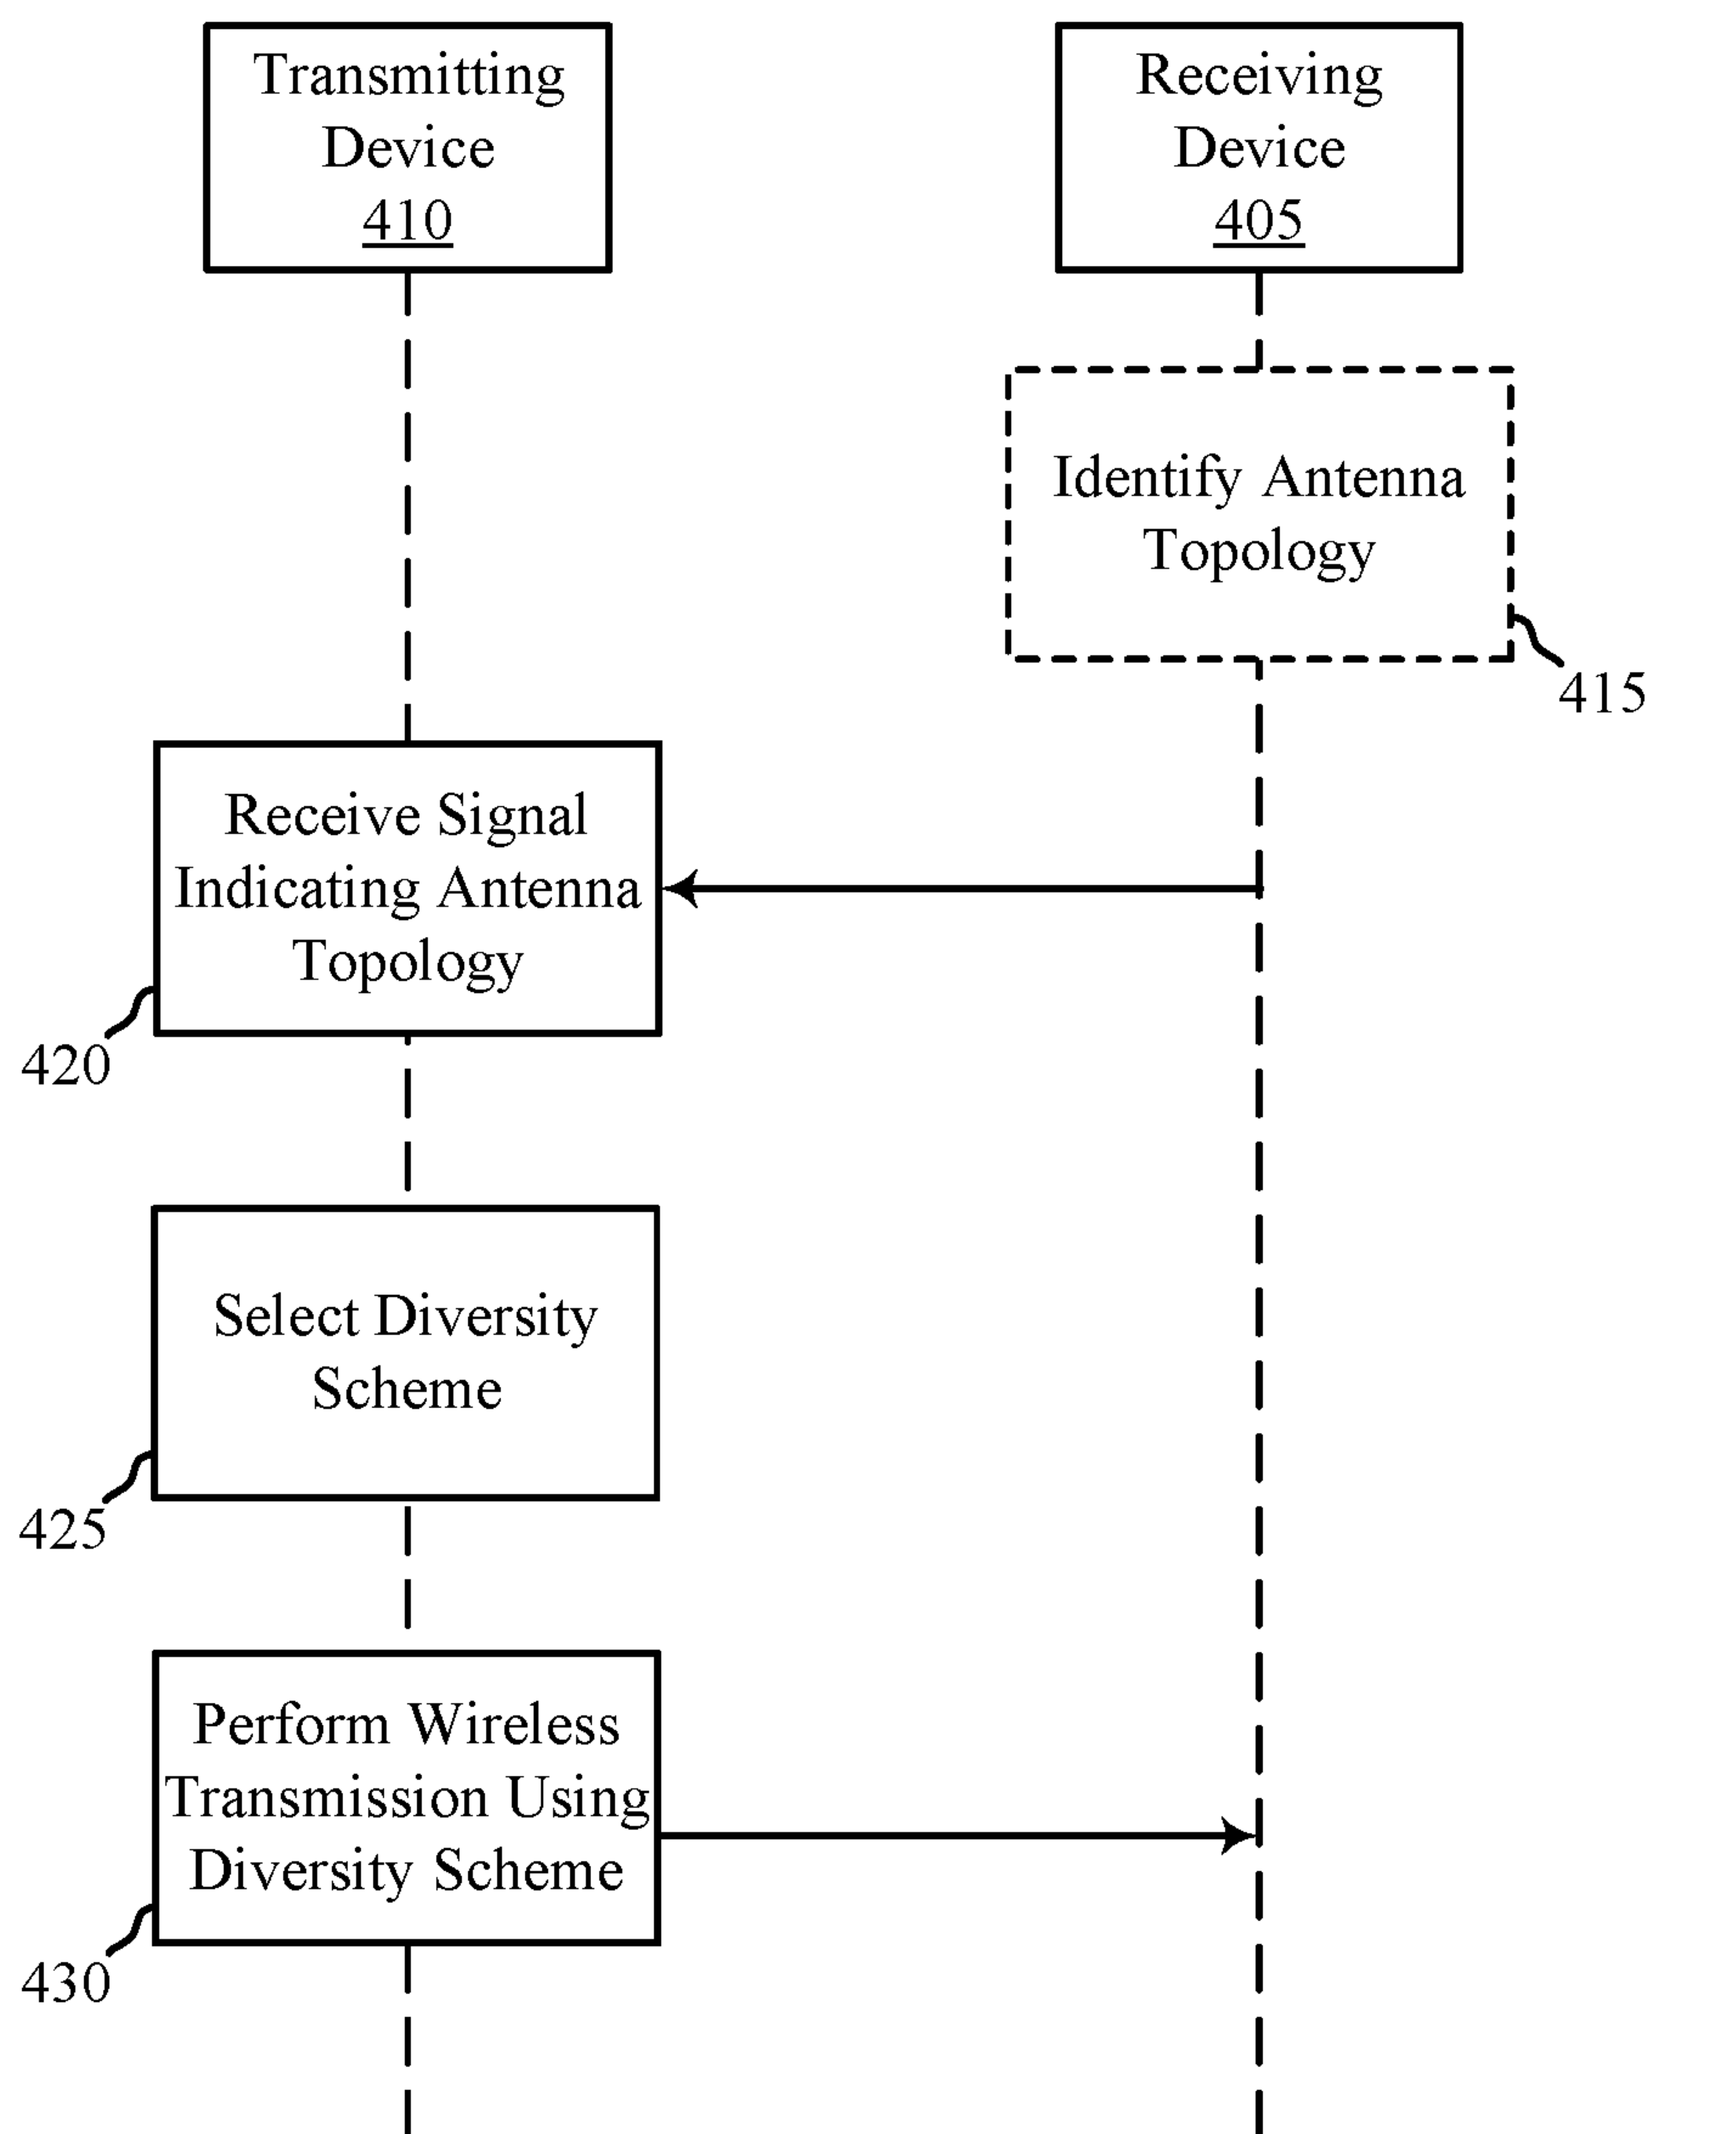 Transmitting
Device
410
Receiving
Device
405
Identify Antenna
Topology
415
Receive Signal
Indicating Antenna
Topology
420
Select Diversity
Scheme
425
Perform Wireless
Transmission Using
Diversity Scheme
430